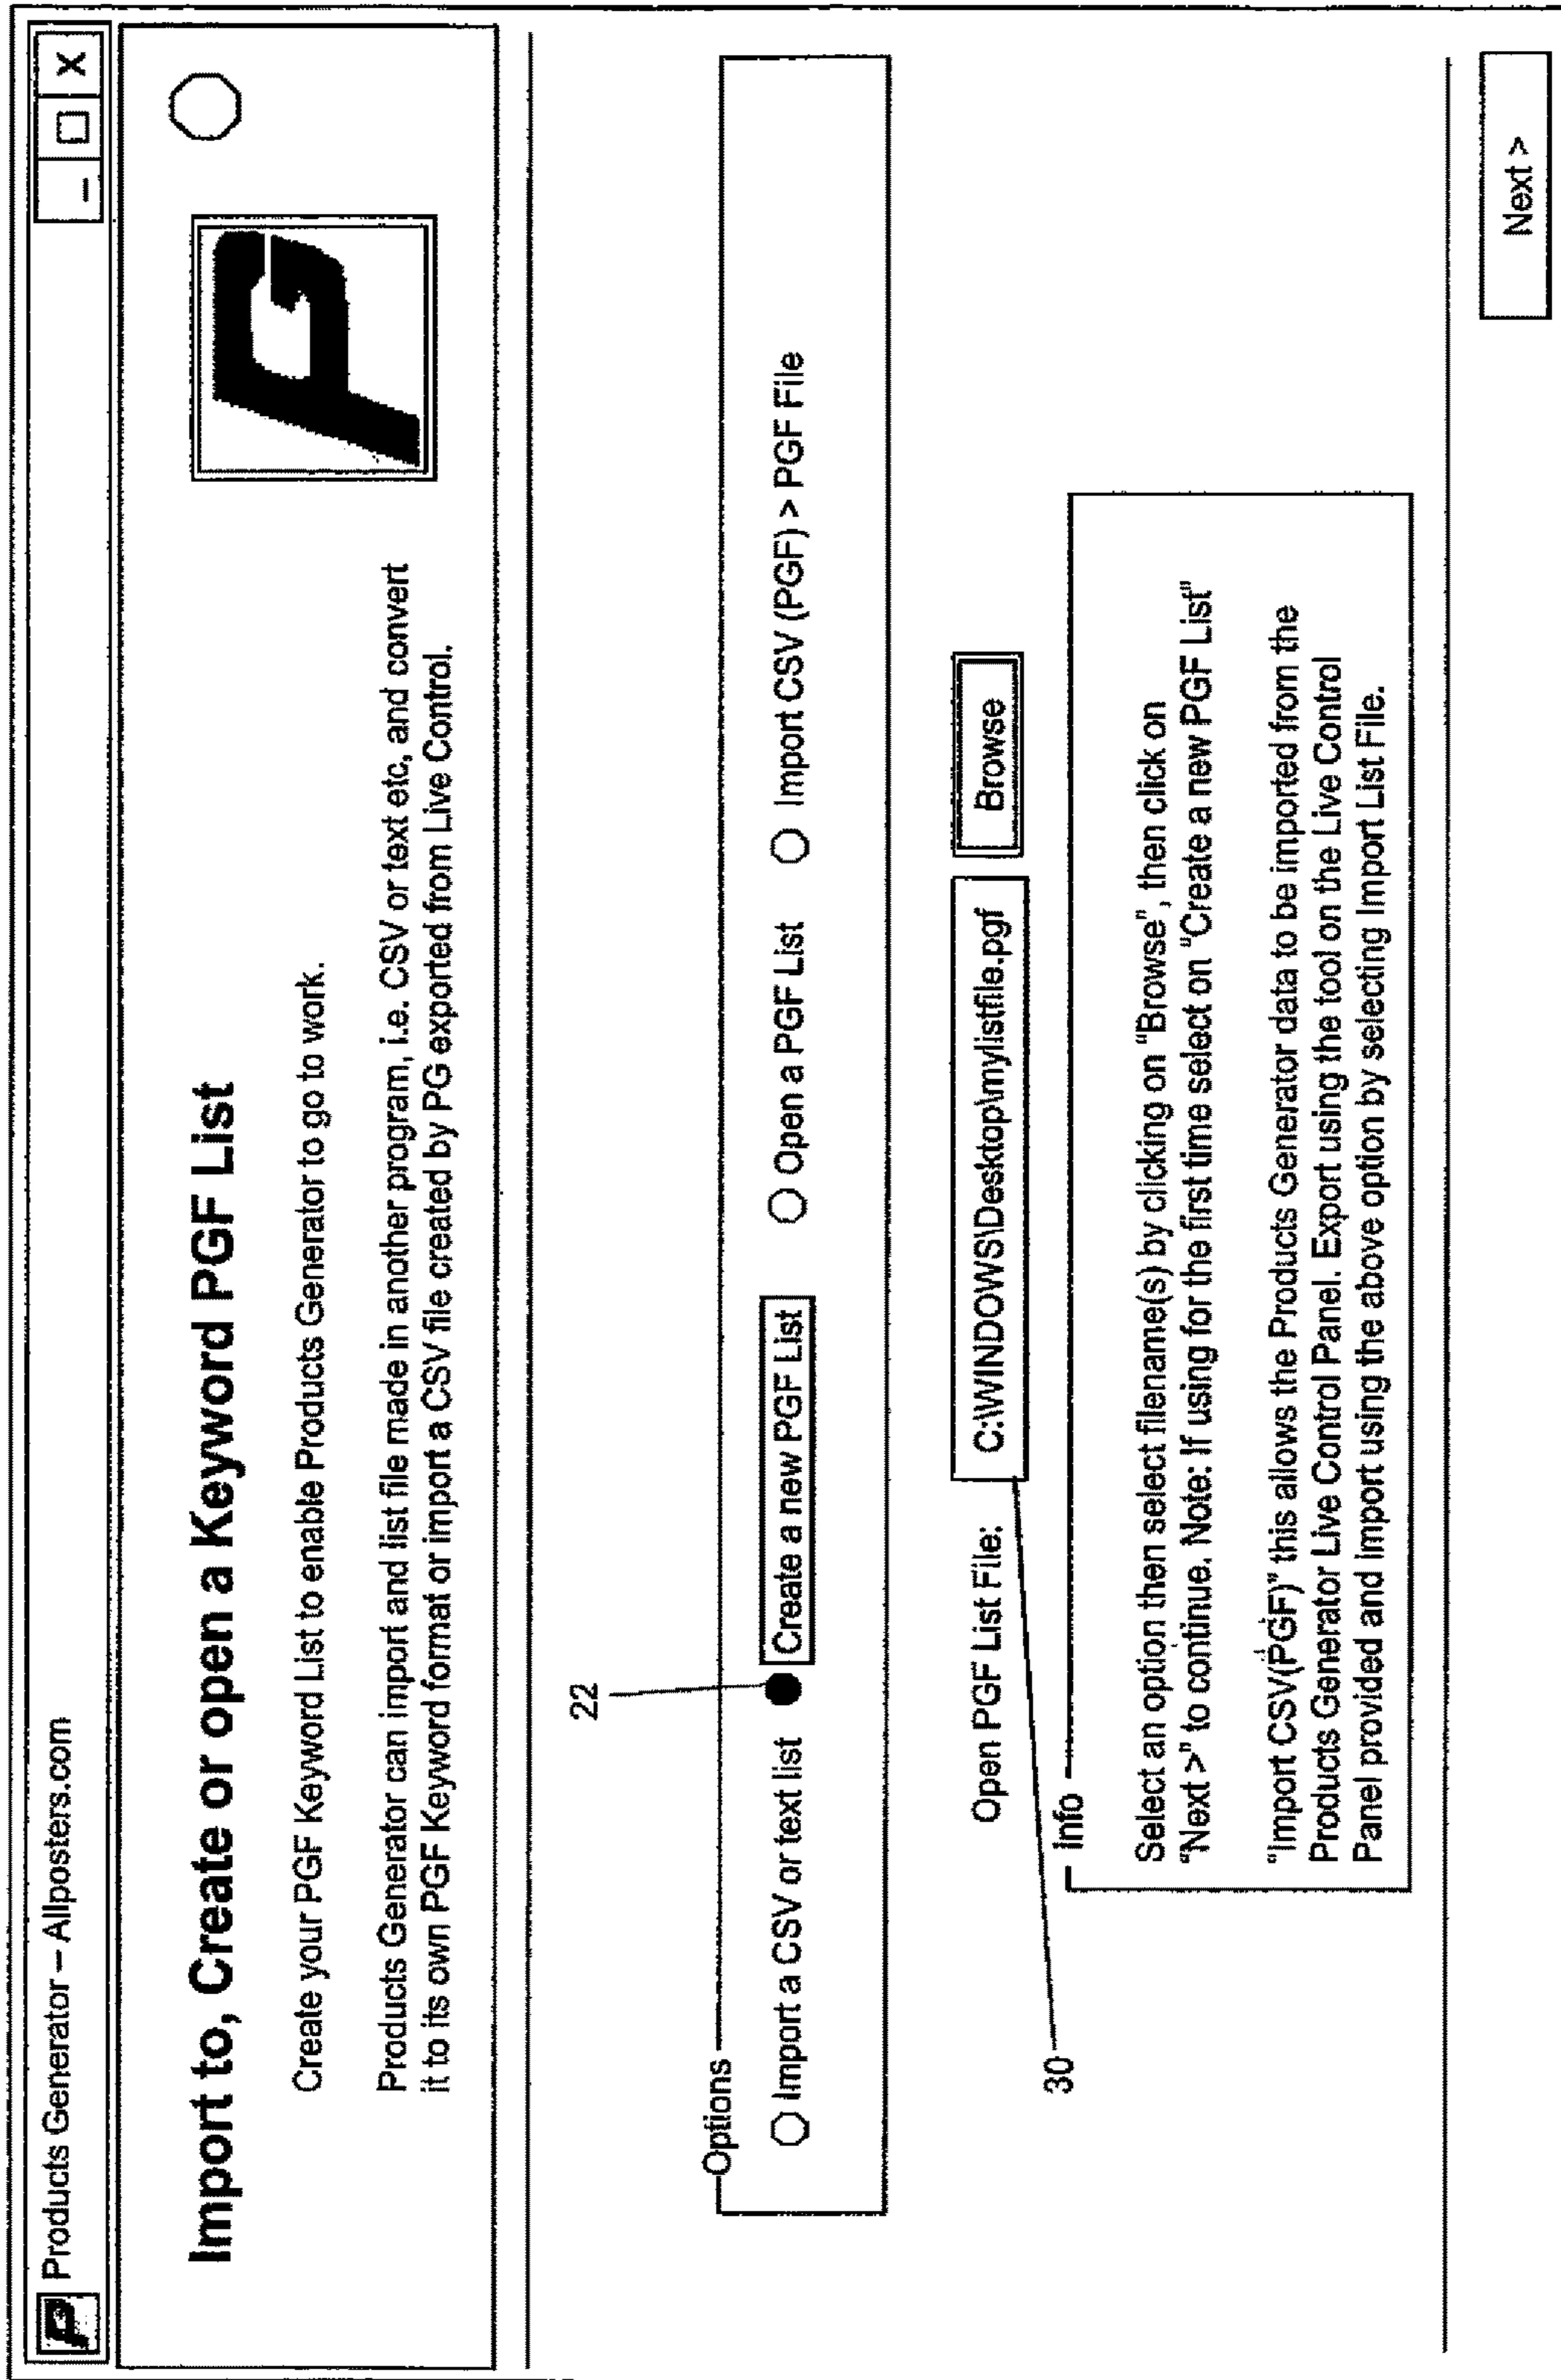 Products Generator – Allposters.com
Import to, Create or open a Keyword PGF List
Create your PGF Keyword List to enable Products Generator to go to work.
Products Generator can import and list file made in another program, i.e. CSV or text etc, and convert
it to its own PGF Keyword format or import a CSV file created by PG exported from Live Control.
PG
22
Options
Import a CSV or text list
Create a new PGF List
Open a PGF List
Import CSV (PGF) > PGF File
Open PGF List File:
C:\WINDOWS\Desktop\mylistfile.pgf
Browse
30
info
Select an option then select filename(s) by clicking on "Browse", then click on
"Next >" to continue. Note: If using for the first time select on "Create a new PGF List"
"Import CSV(PGF)" this allows the Products Generator data to be imported from the
Products Generator Live Control Panel. Export using the tool on the Live Control
Panel provided and import using the above option by selecting Import List File.
Next >